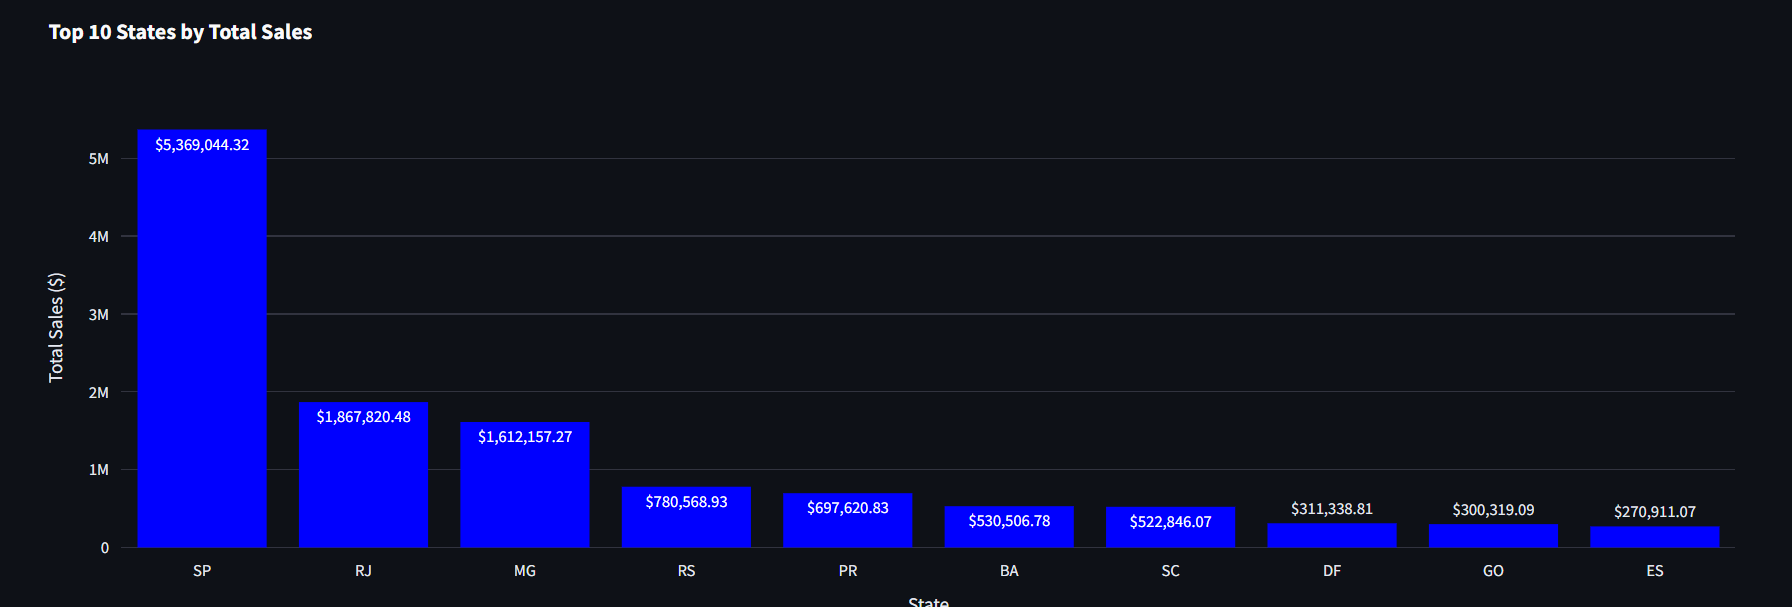 Top 10 States by Total Sales
Total Sales ($)
5M
4M
3M
2M
1M
0
$5,369,044.32
$1,867,820.48
$1,612,157.27
$780,568.93
$697,620.83
$530,506.78
$522,846.07
$311,338.81
$300,319.09
$270,911.07
SP RJ MG RS PR BA SC DF GO ES
State